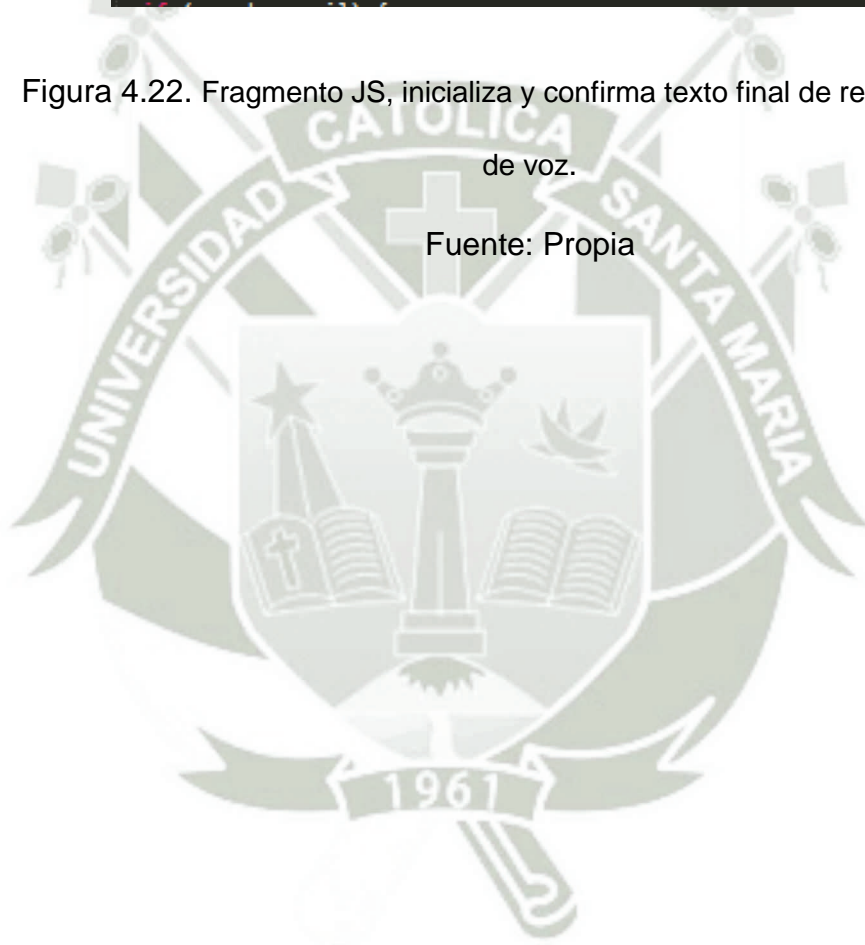 Figura 4.22. Fragmento JS, inicializa y confirma texto final de re
de voz.
Fuente: Propia
UNIVERSIDAD CATOLICA SANTA MARIA
1961